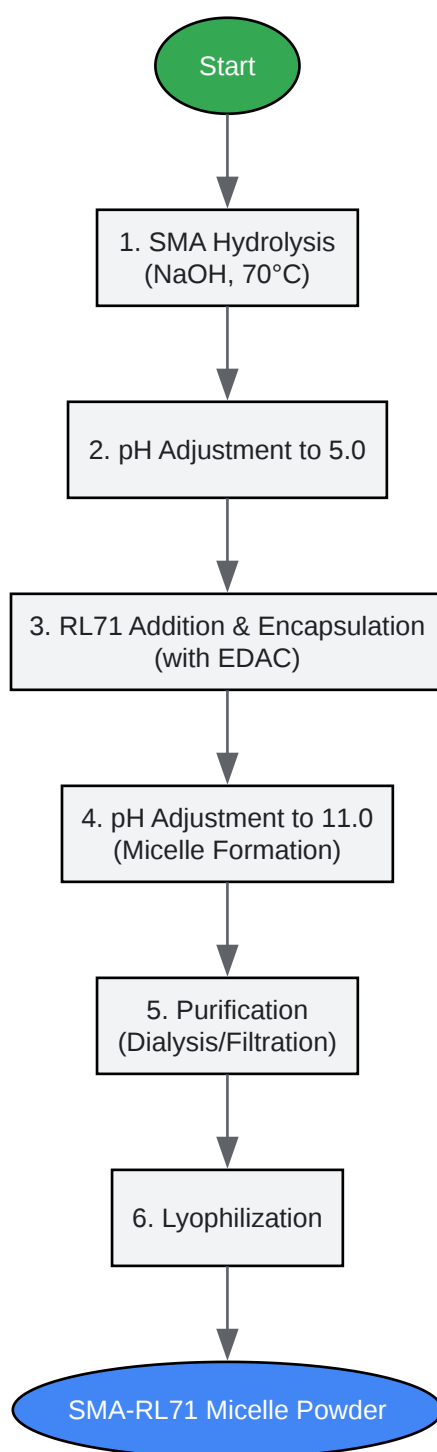 Start
1. SMA Hydrolysis
(NaOH, 70°C)
2. pH Adjustment to 5.0
3. RL71 Addition & Encapsulation
(with EDAC)
4. pH Adjustment to 11.0
(Micelle Formation)
5. Purification
(Dialysis/Filtration)
6. Lyophilization
SMA-RL71 Micelle Powder